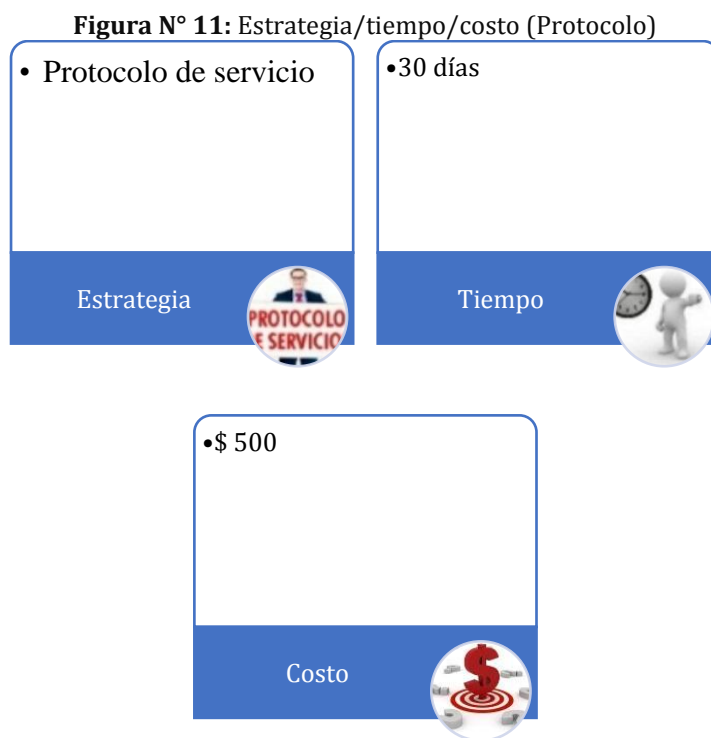 Figura N° 11: Estrategia/tiempo/costo (Protocolo)
• Protocolo de servicio
•30 días
Estrategia
PROTOCOLO
E SERVICIO
Tiempo
•$ 500
Costo
$